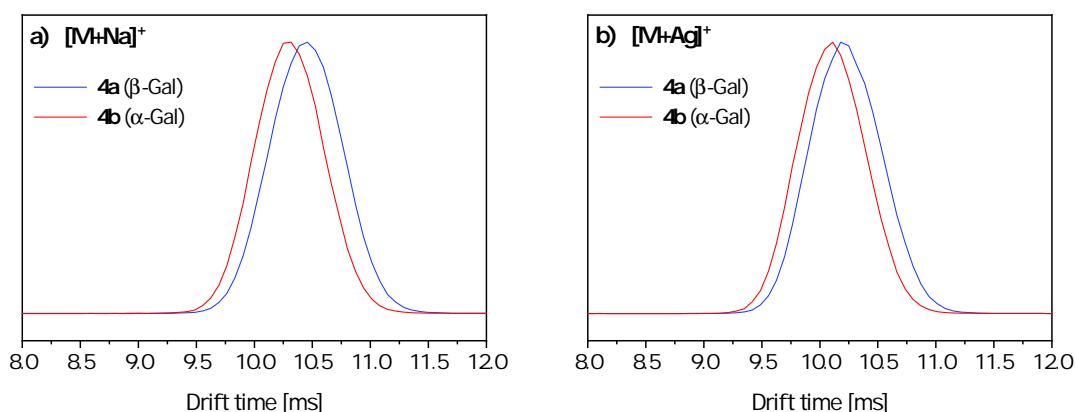 a) [M+Na]⁺
4a (β-Gal)
4b (α-Gal)
8.0 8.5 9.0 9.5 10.0 10.5 11.0 11.5 12.0
Drift time [ms]
b) [M+Ag]⁺
4a (β-Gal)
4b (α-Gal)
8.0 8.5 9.0 9.5 10.0 10.5 11.0 11.5 12.0
Drift time [ms]